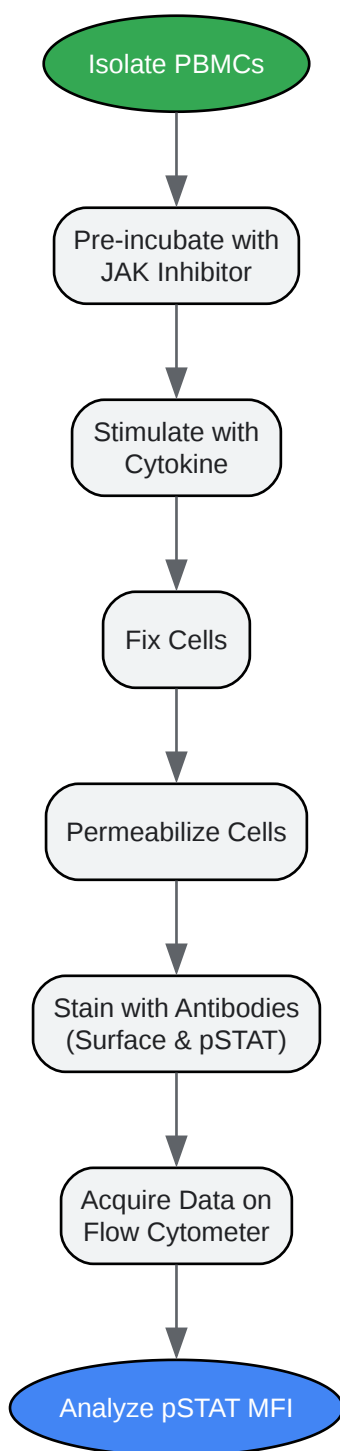 Isolate PBMCs
Pre-incubate with
JAK Inhibitor
Stimulate with
Cytokine
Fix Cells
Permeabilize Cells
Stain with Antibodies
(Surface & pSTAT)
Acquire Data on
Flow Cytometer
Analyze pSTAT MFI